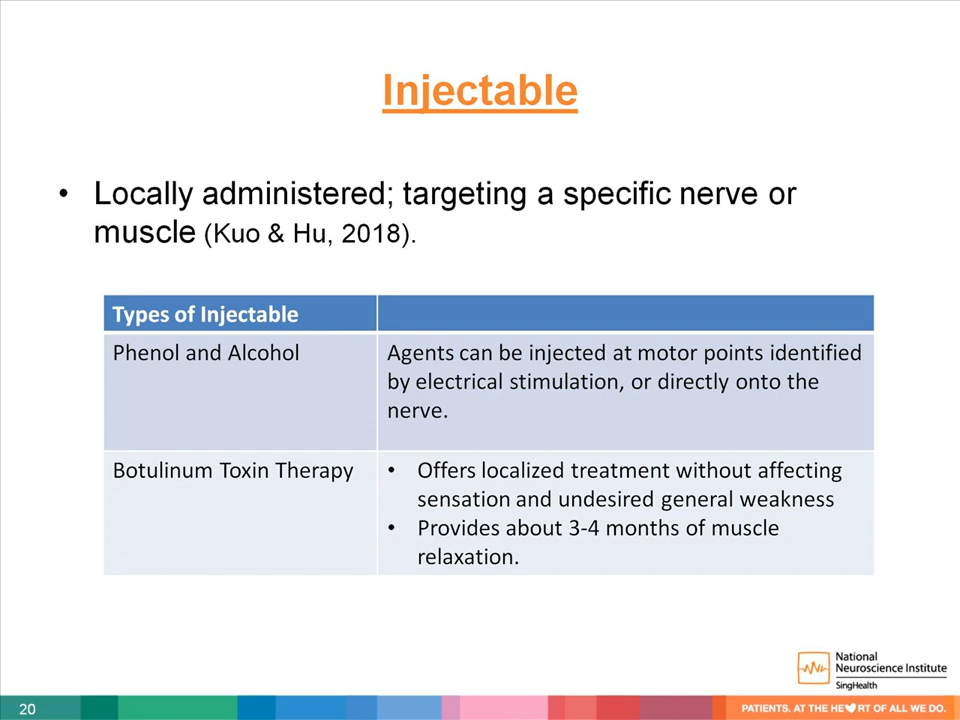 Injectable
• Locally administered; targeting a specific nerve or
muscle (Kuo & Hu, 2018).
Types of Injectable
Phenol and Alcohol
Agents can be injected at motor points identified
by electrical stimulation, or directly onto the
nerve.
Botulinum Toxin Therapy
• Offers localized treatment without affecting
sensation and undesired general weakness
• Provides about 3-4 months of muscle
relaxation.
National
Neuroscience Institute
SingHealth
20
PATIENTS. AT THE HE♥RT OF ALL WE DO.